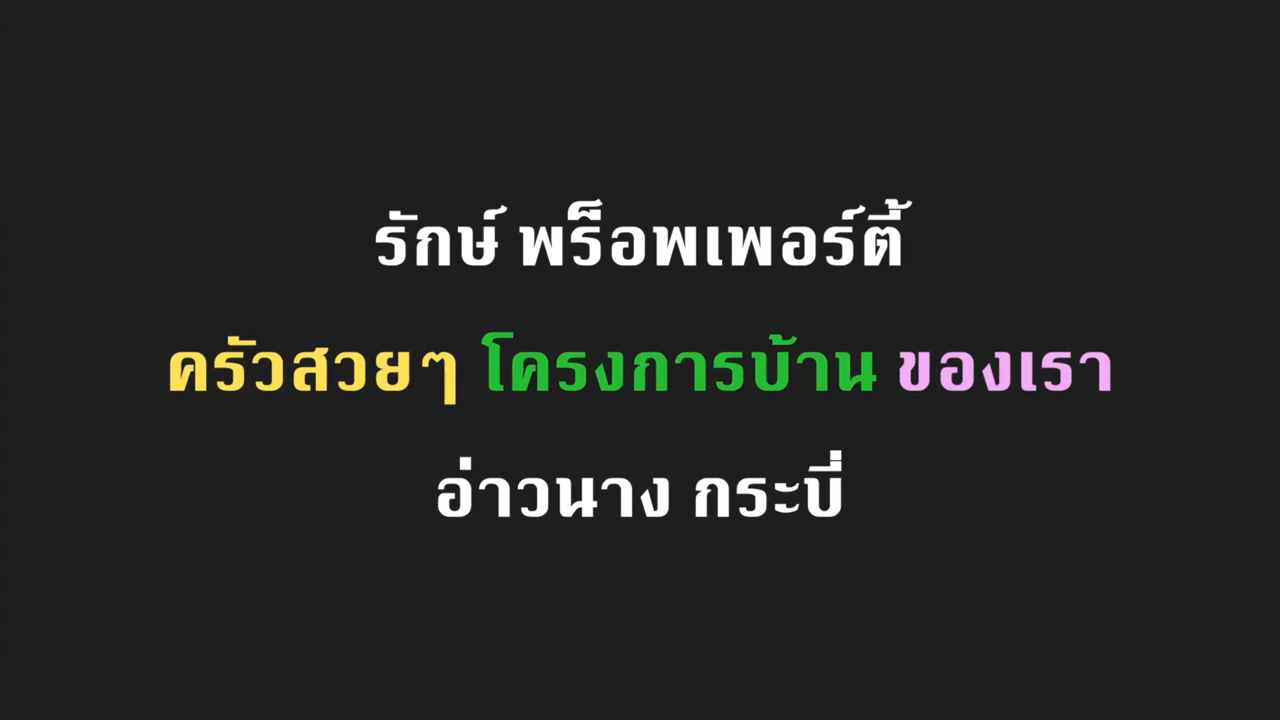 รักษ์ พร็อพเพอร์ตี้
ครัวสวยๆ โครงการบ้าน ของเรา
อ่าวนาง กระบี่